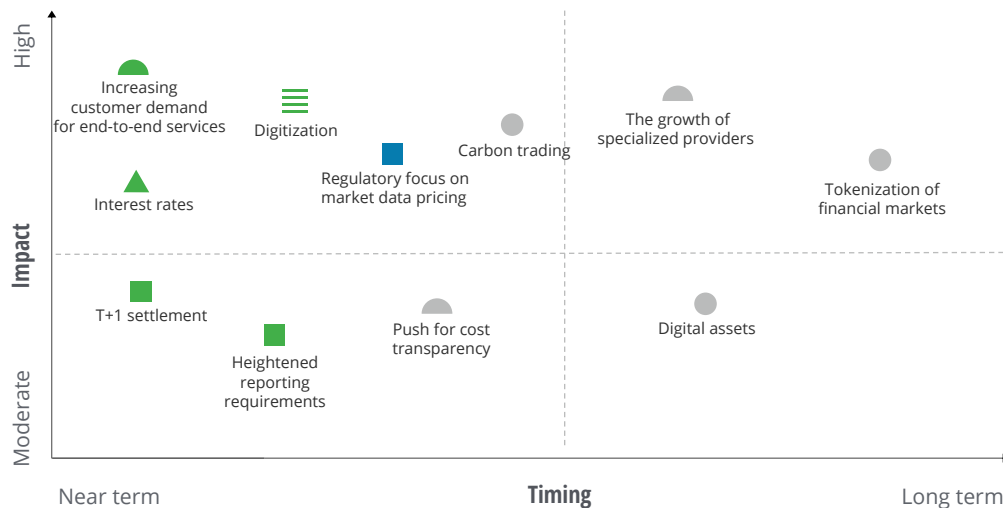 High
Increasing
customer demand
for end-to-end services
Digitization
Carbon trading
The growth of
specialized providers
Regulatory focus on
market data pricing
Interest rates
Tokenization of
financial markets
Impact
T+1 settlement
Push for cost
transparency
Digital assets
Heightened
reporting
requirements
Moderate
Near term
Timing
Long term